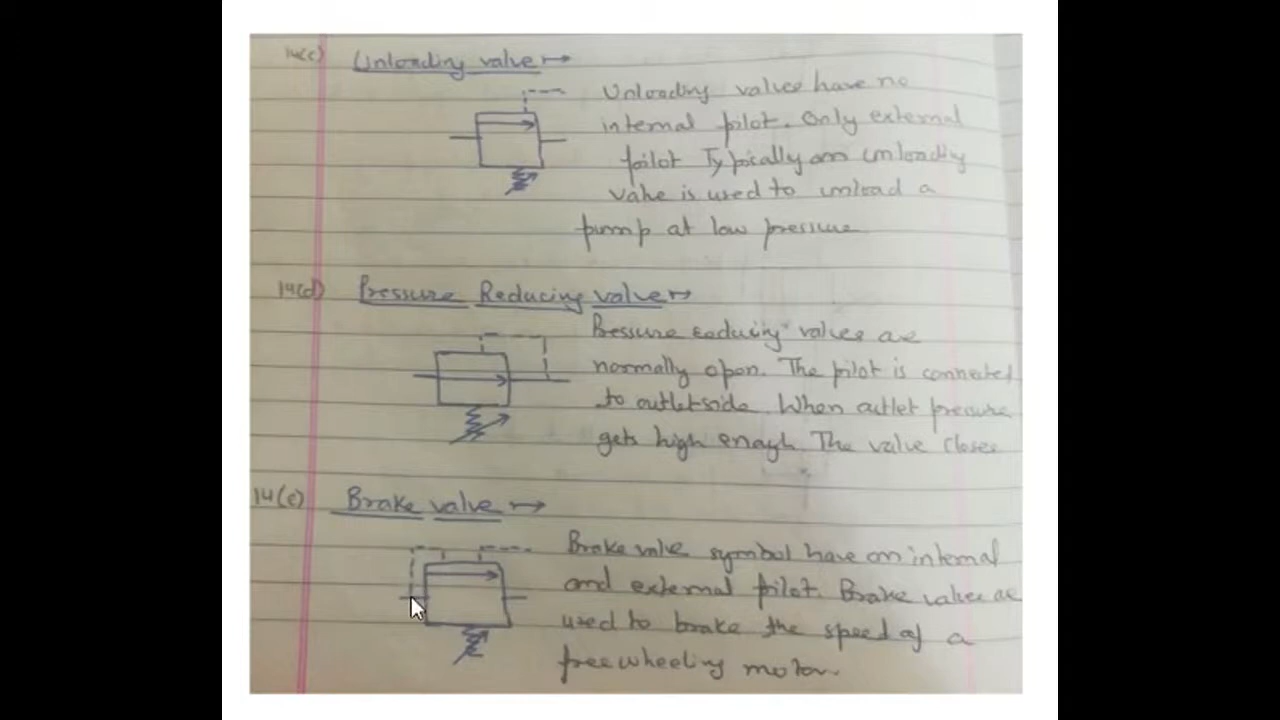 14(c) Unloading valve →
Unloading valves have no
internal pilot. Only external
pilot Typically an unloading
valve is used to unload a
pump at low pressure
14(d) Pressure Reducing valve →
Pressure reducing valves are
normally open. The pilot is connected
to outlet side. When outlet pressure
gets high enough. The valve closes
14(e) Brake valve →
Brake valve symbol have an internal
and external pilot. Brake valves are
used to brake the speed of a
freewheeling motor.